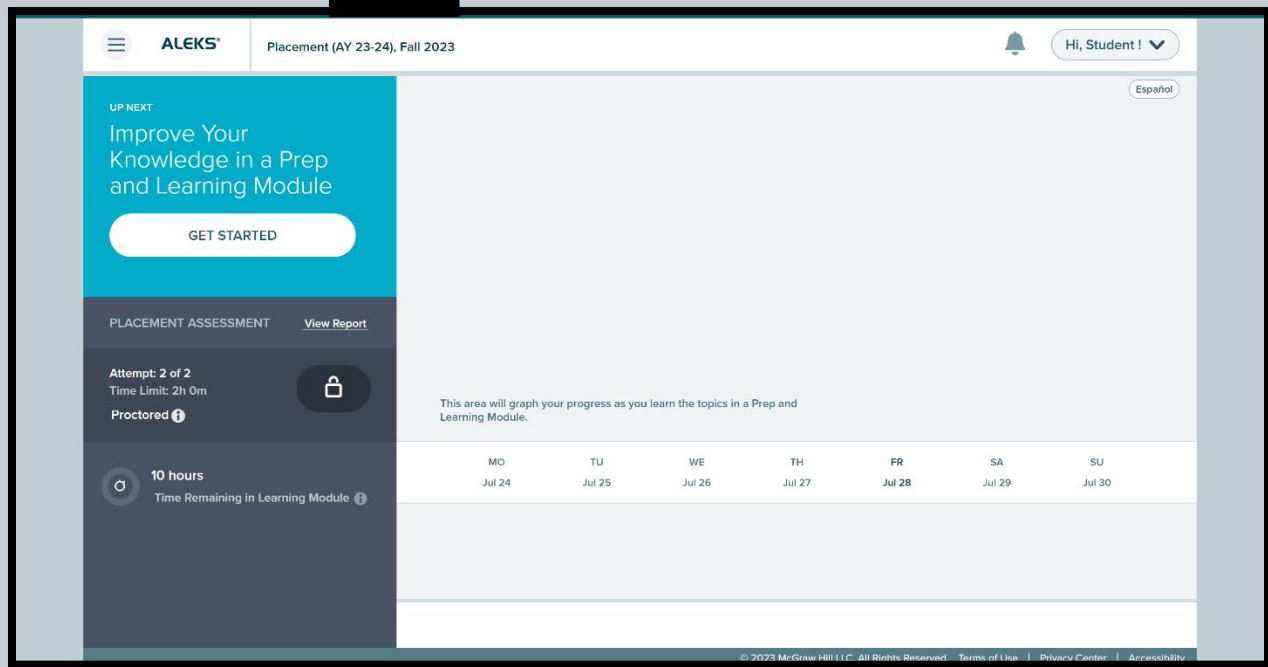 ALEKS®
Placement (AY 23-24), Fall 2023
Hi, Student !
Español
UP NEXT
Improve Your
Knowledge in a Prep
and Learning Module
GET STARTED
PLACEMENT ASSESSMENT
View Report
Attempt: 2 of 2
Time Limit: 2h 0m
Proctored
10 hours
Time Remaining in Learning Module
This area will graph your progress as you learn the topics in a Prep and
Learning Module.
MO TU WE TH FR SA SU
Jul 24 Jul 25 Jul 26 Jul 27 Jul 28 Jul 29 Jul 30
© 2023 McGraw Hill LLC. All Rights Reserved. Terms of Use | Privacy Center | Accessibility